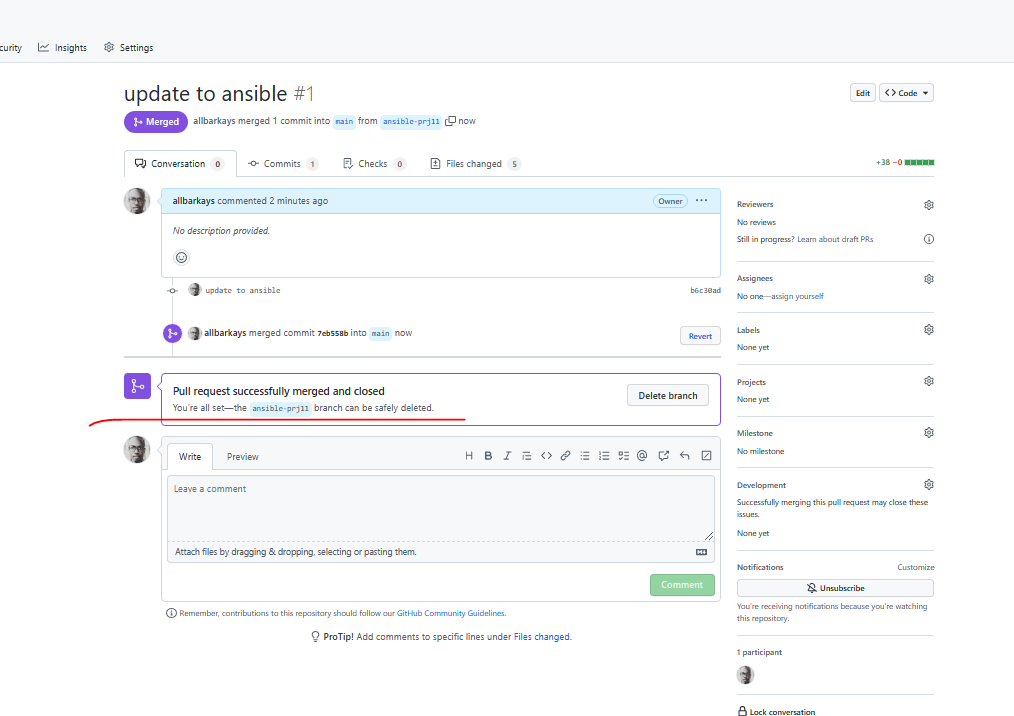 curity Insights Settings
update to ansible #1
Edit
Code
Merged
allbarkays merged 1 commit into main from ansible-prj11 now
Conversation 0
Commits 1
Checks 0
Files changed 5
+38 −0
allbarkays commented 2 minutes ago
Owner
No description provided.
update to ansible
b6c30ad
allbarkays merged commit 7eb558b into main now
Revert
Pull request successfully merged and closed
You're all set—the ansible-prj11 branch can be safely deleted.
Delete branch
Write
Preview
Leave a comment
Attach files by dragging & dropping, selecting or pasting them.
Comment
Remember, contributions to this repository should follow our GitHub Community Guidelines.
ProTip! Add comments to specific lines under Files changed.
Reviewers
No reviews
Still in progress? Learn about draft PRs
Assignees
No one—assign yourself
Labels
None yet
Projects
None yet
Milestone
No milestone
Development
Successfully merging this pull request may close these
issues.
None yet
Notifications
Customize
Unsubscribe
You're receiving notifications because you're watching
this repository.
1 participant
Lock conversation